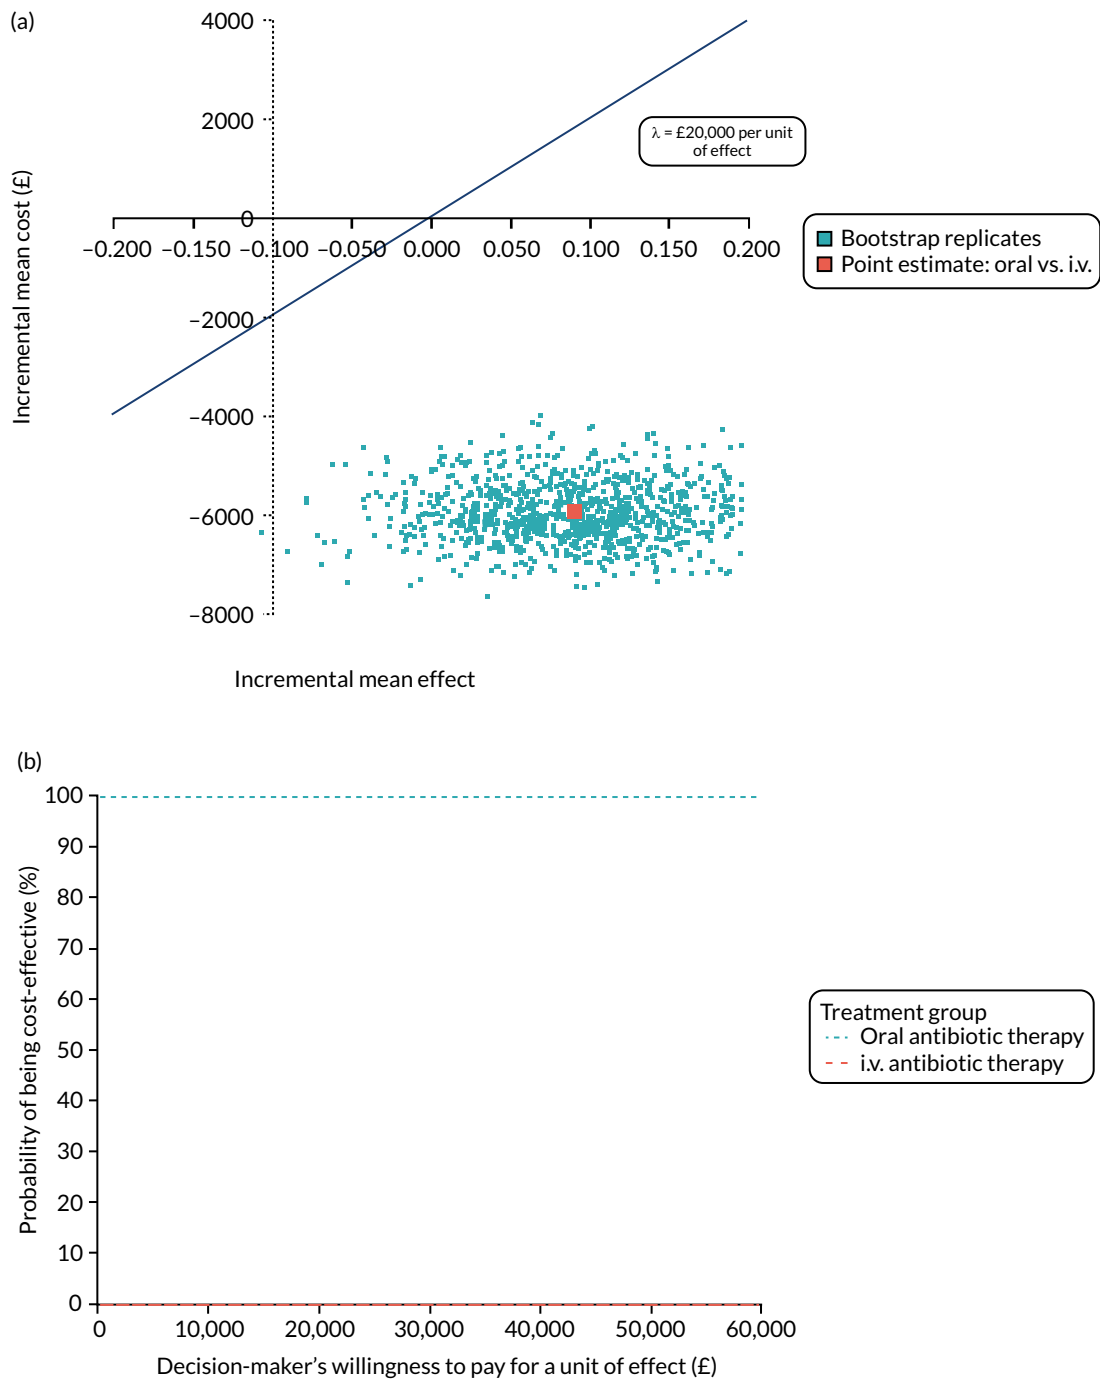 (a)
4000
2000
0
−2000
−4000
−6000
−8000
Incremental mean cost (£)
−0.200 −0.150 −0.100 −0.050 0.000 0.050 0.100 0.150 0.200
λ = £20,000 per unit
of effect
Bootstrap replicates
Point estimate: oral vs. i.v.
Incremental mean effect
(b)
100
90
80
70
60
50
40
30
20
10
0
Probability of being cost-effective (%)
0 10,000 20,000 30,000 40,000 50,000 60,000
Decision-maker’s willingness to pay for a unit of effect (£)
Treatment group
Oral antibiotic therapy
i.v. antibiotic therapy